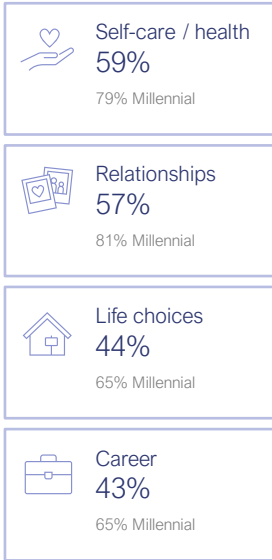 Self-care / health
59%
79% Millennial
Relationships
57%
81% Millennial
Life choices
44%
65% Millennial
Career
43%
65% Millennial